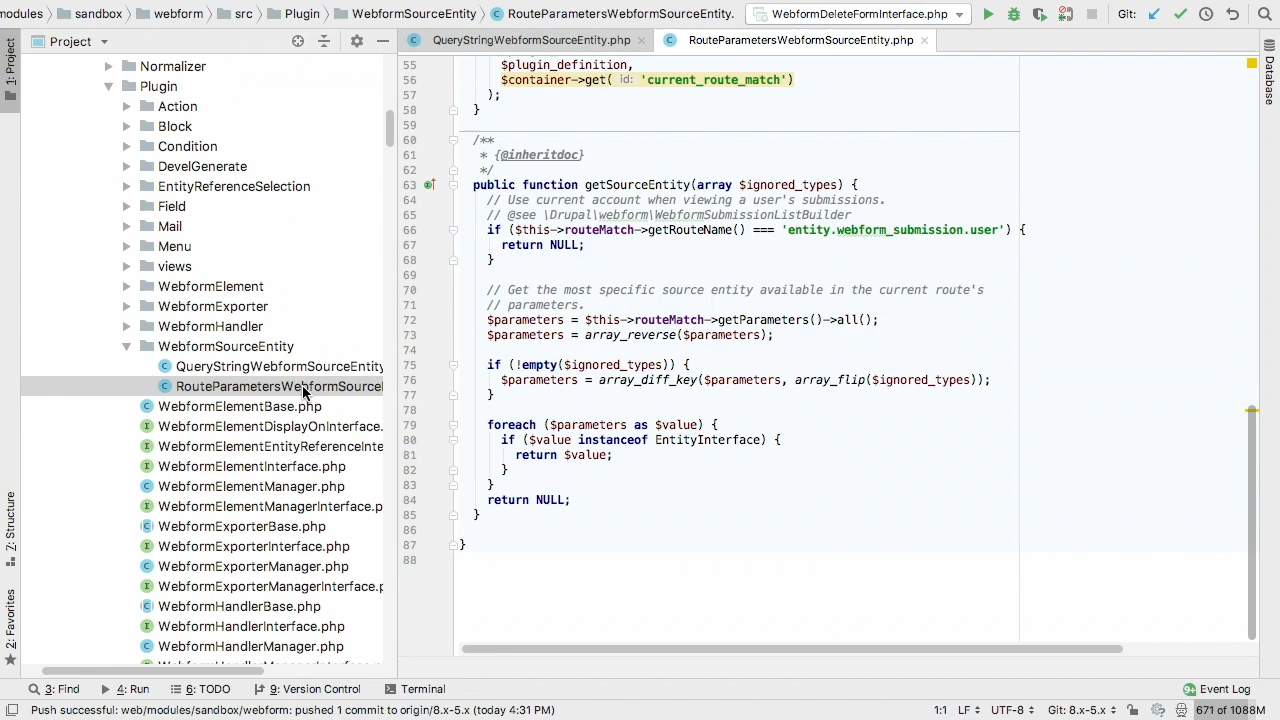 modules
sandbox
webform
src
Plugin
WebformSourceEntity
RouteParametersWebformSourceEntity.
WebformDeleteFormInterface.php
Git:
1: Project
Project
QueryStringWebformSourceEntity.php
RouteParametersWebformSourceEntity.php
Database
Normalizer
Plugin
Action
Block
Condition
DevelGenerate
EntityReferenceSelection
Field
Mail
Menu
views
WebformElement
WebformExporter
WebformHandler
WebformSourceEntity
QueryStringWebformSourceEntity
RouteParametersWebformSourceE
WebformElementBase.php
WebformElementDisplayOnInterface.
WebformElementEntityReferenceInte
WebformElementInterface.php
WebformElementManager.php
WebformElementManagerInterface.p
WebformExporterBase.php
WebformExporterInterface.php
WebformExporterManager.php
WebformExporterManagerInterface.p
WebformHandlerBase.php
WebformHandlerInterface.php
WebformHandlerManager.php
WebformHandlerManagerInterface.p
Z: Structure
2: Favorites
55 $plugin_definition,
56 $container->get( id: 'current_route_match')
57 );
58 }
59
60 /**
61 * {@inheritdoc}
62 */
63 public function getSourceEntity(array $ignored_types) {
64 // Use current account when viewing a user's submissions.
65 // @see \Drupal\webform\WebformSubmissionListBuilder
66 if ($this->routeMatch->getRouteName() === 'entity.webform_submission.user') {
67 return NULL;
68 }
69
70 // Get the most specific source entity available in the current route's
71 // parameters.
72 $parameters = $this->routeMatch->getParameters()->all();
73 $parameters = array_reverse($parameters);
74
75 if (!empty($ignored_types)) {
76 $parameters = array_diff_key($parameters, array_flip($ignored_types));
77 }
78
79 foreach ($parameters as $value) {
80 if ($value instanceof EntityInterface) {
81 return $value;
82 }
83 }
84 return NULL;
85 }
86
87 }
88
3: Find
4: Run
6: TODO
9: Version Control
Terminal
Event Log
Push successful: web/modules/sandbox/webform: pushed 1 commit to origin/8.x-5.x (today 4:31 PM)
1:1
LF
UTF-8
Git: 8.x-5.x
671 of 1088M